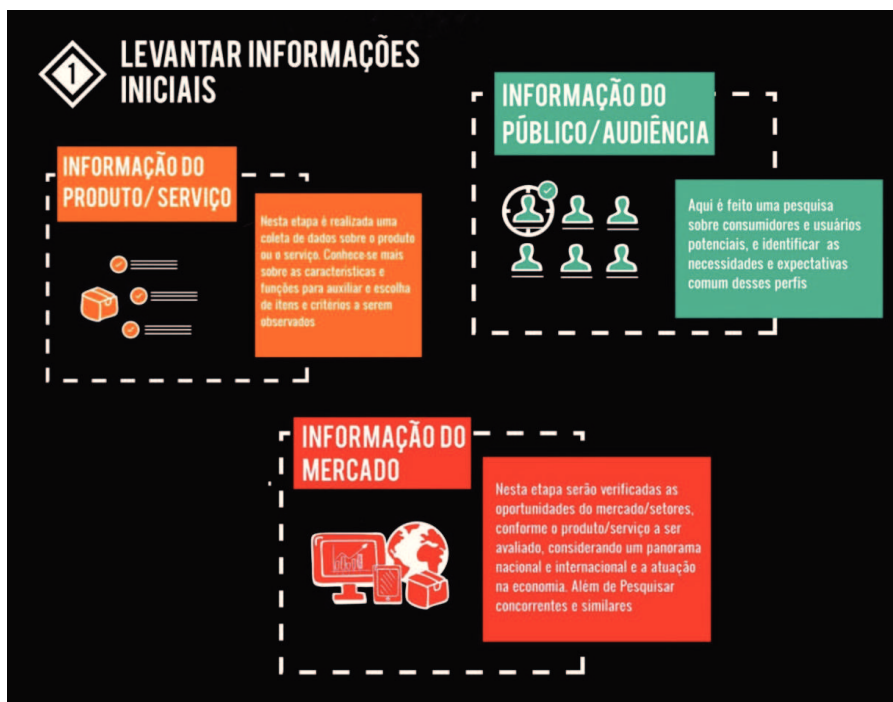 1
LEVANTAR INFORMAÇÕES
INICIAIS
INFORMAÇÃO DO
PRODUTO/ SERVIÇO
Nesta etapa é realizada uma
coleta de dados sobre o produto
ou o serviço. Conhece-se mais
sobre as características e
funções para auxiliar e escolha
de itens e critérios a serem
observados
INFORMAÇÃO DO
PÚBLICO/AUDIÊNCIA
Aqui é feito uma pesquisa
sobre consumidores e usuários
potenciais, e identificar as
necessidades e expectativas
comum desses perfis
INFORMAÇÃO DO
MERCADO
Nesta etapa serão verificadas as
oportunidades do mercado/setores,
conforme o produto/serviço a ser
avaliado, considerando um panorama
nacional e internacional e a atuação
na economia. Além de Pesquisar
concorrentes e similares